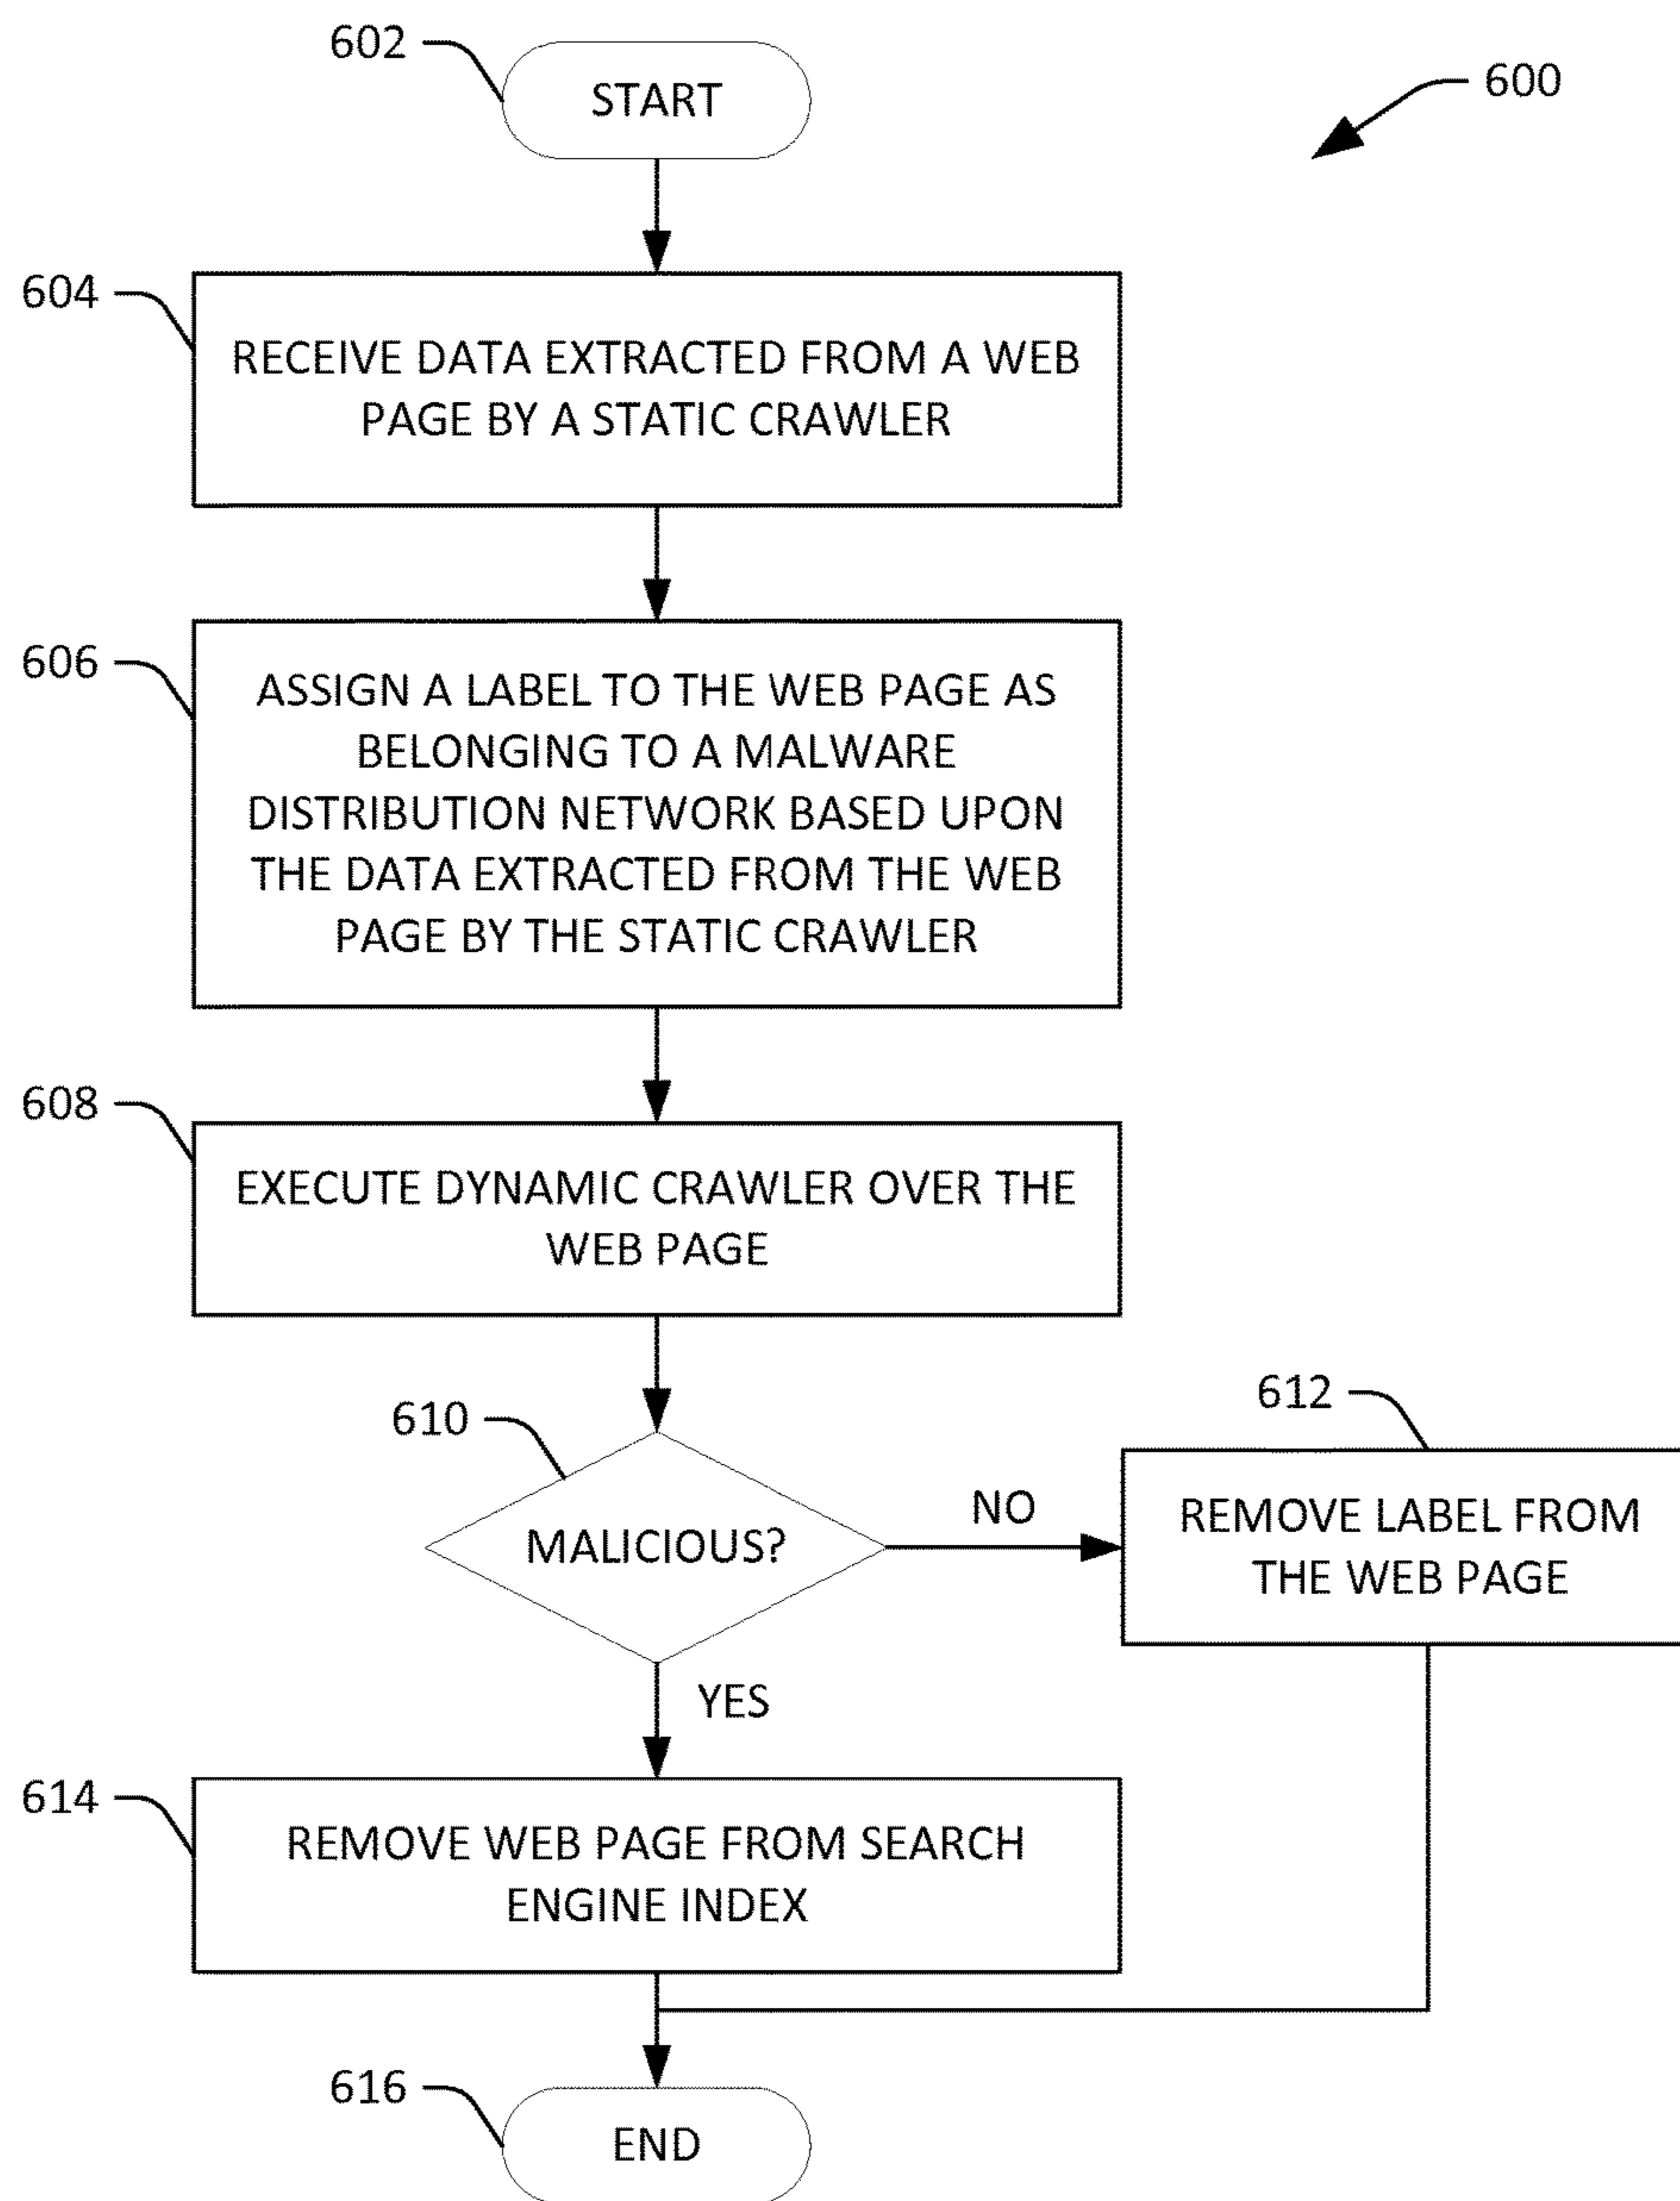 602
START
600
604
RECEIVE DATA EXTRACTED FROM A WEB
PAGE BY A STATIC CRAWLER
606
ASSIGN A LABEL TO THE WEB PAGE AS
BELONGING TO A MALWARE
DISTRIBUTION NETWORK BASED UPON
THE DATA EXTRACTED FROM THE WEB
PAGE BY THE STATIC CRAWLER
608
EXECUTE DYNAMIC CRAWLER OVER THE
WEB PAGE
610
MALICIOUS?
NO
612
REMOVE LABEL FROM
THE WEB PAGE
YES
614
REMOVE WEB PAGE FROM SEARCH
ENGINE INDEX
616
END